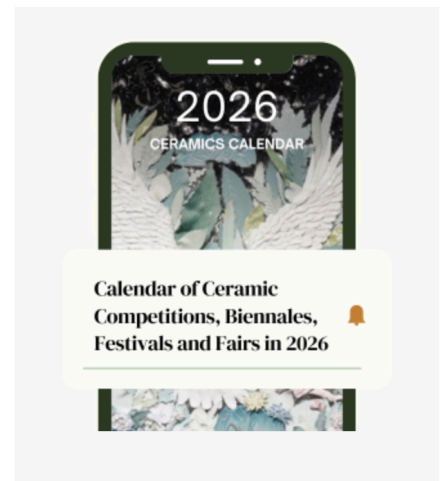 2026
CERAMICS CALENDAR
Calendar of Ceramic
Competitions, Biennales,
Festivals and Fairs in 2026